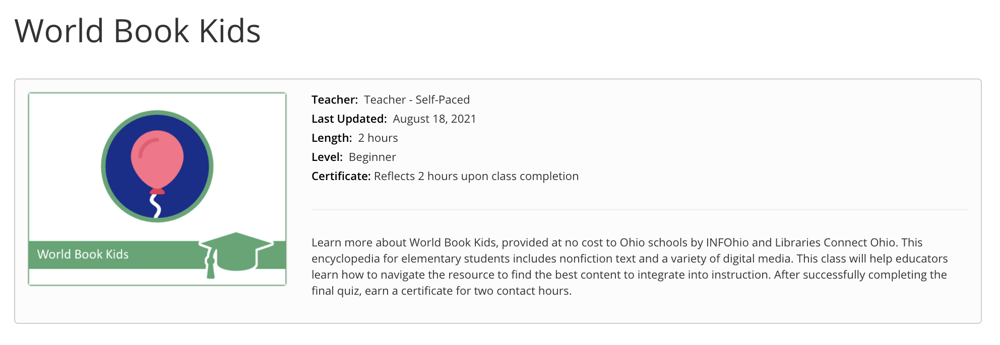 World Book Kids
World Book Kids
Teacher: Teacher - Self-Paced
Last Updated: August 18, 2021
Length: 2 hours
Level: Beginner
Certificate: Reflects 2 hours upon class completion
Learn more about World Book Kids, provided at no cost to Ohio schools by INFOhio and Libraries Connect Ohio. This
encyclopedia for elementary students includes nonfiction text and a variety of digital media. This class will help educators
learn how to navigate the resource to find the best content to integrate into instruction. After successfully completing the
final quiz, earn a certificate for two contact hours.